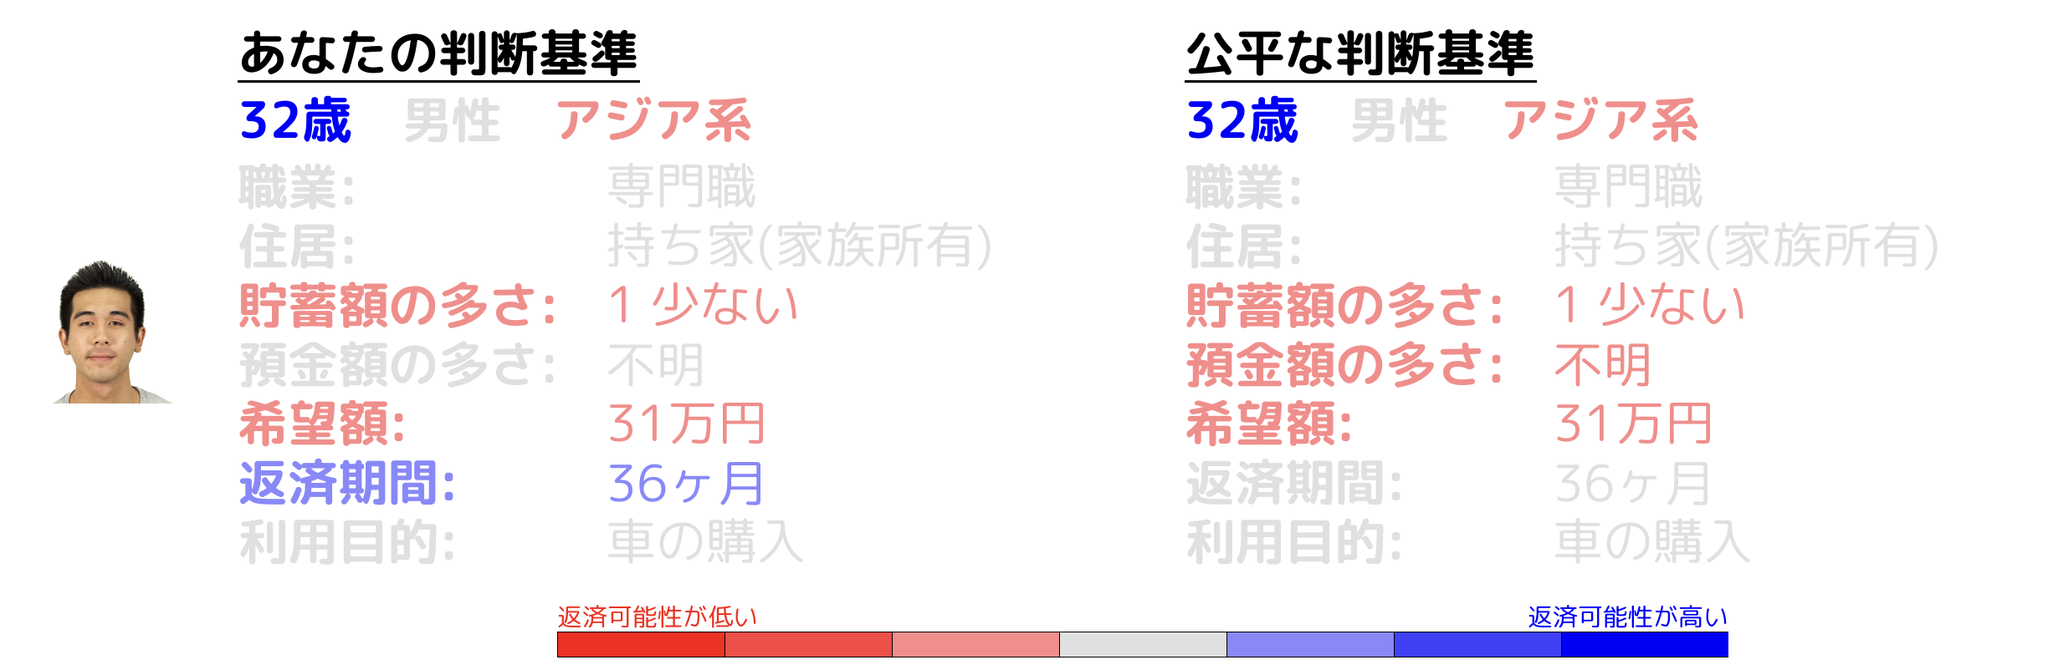 あなたの判断基準
32歳 男性 アジア系
職業: 専門職
住居: 持ち家(家族所有)
貯蓄額の多さ: 1 少ない
預金額の多さ: 不明
希望額: 31万円
返済期間: 36ヶ月
利用目的: 車の購入
公平な判断基準
32歳 男性 アジア系
職業: 専門職
住居: 持ち家(家族所有)
貯蓄額の多さ: 1 少ない
預金額の多さ: 不明
希望額: 31万円
返済期間: 36ヶ月
利用目的: 車の購入
返済可能性が低い
返済可能性が高い